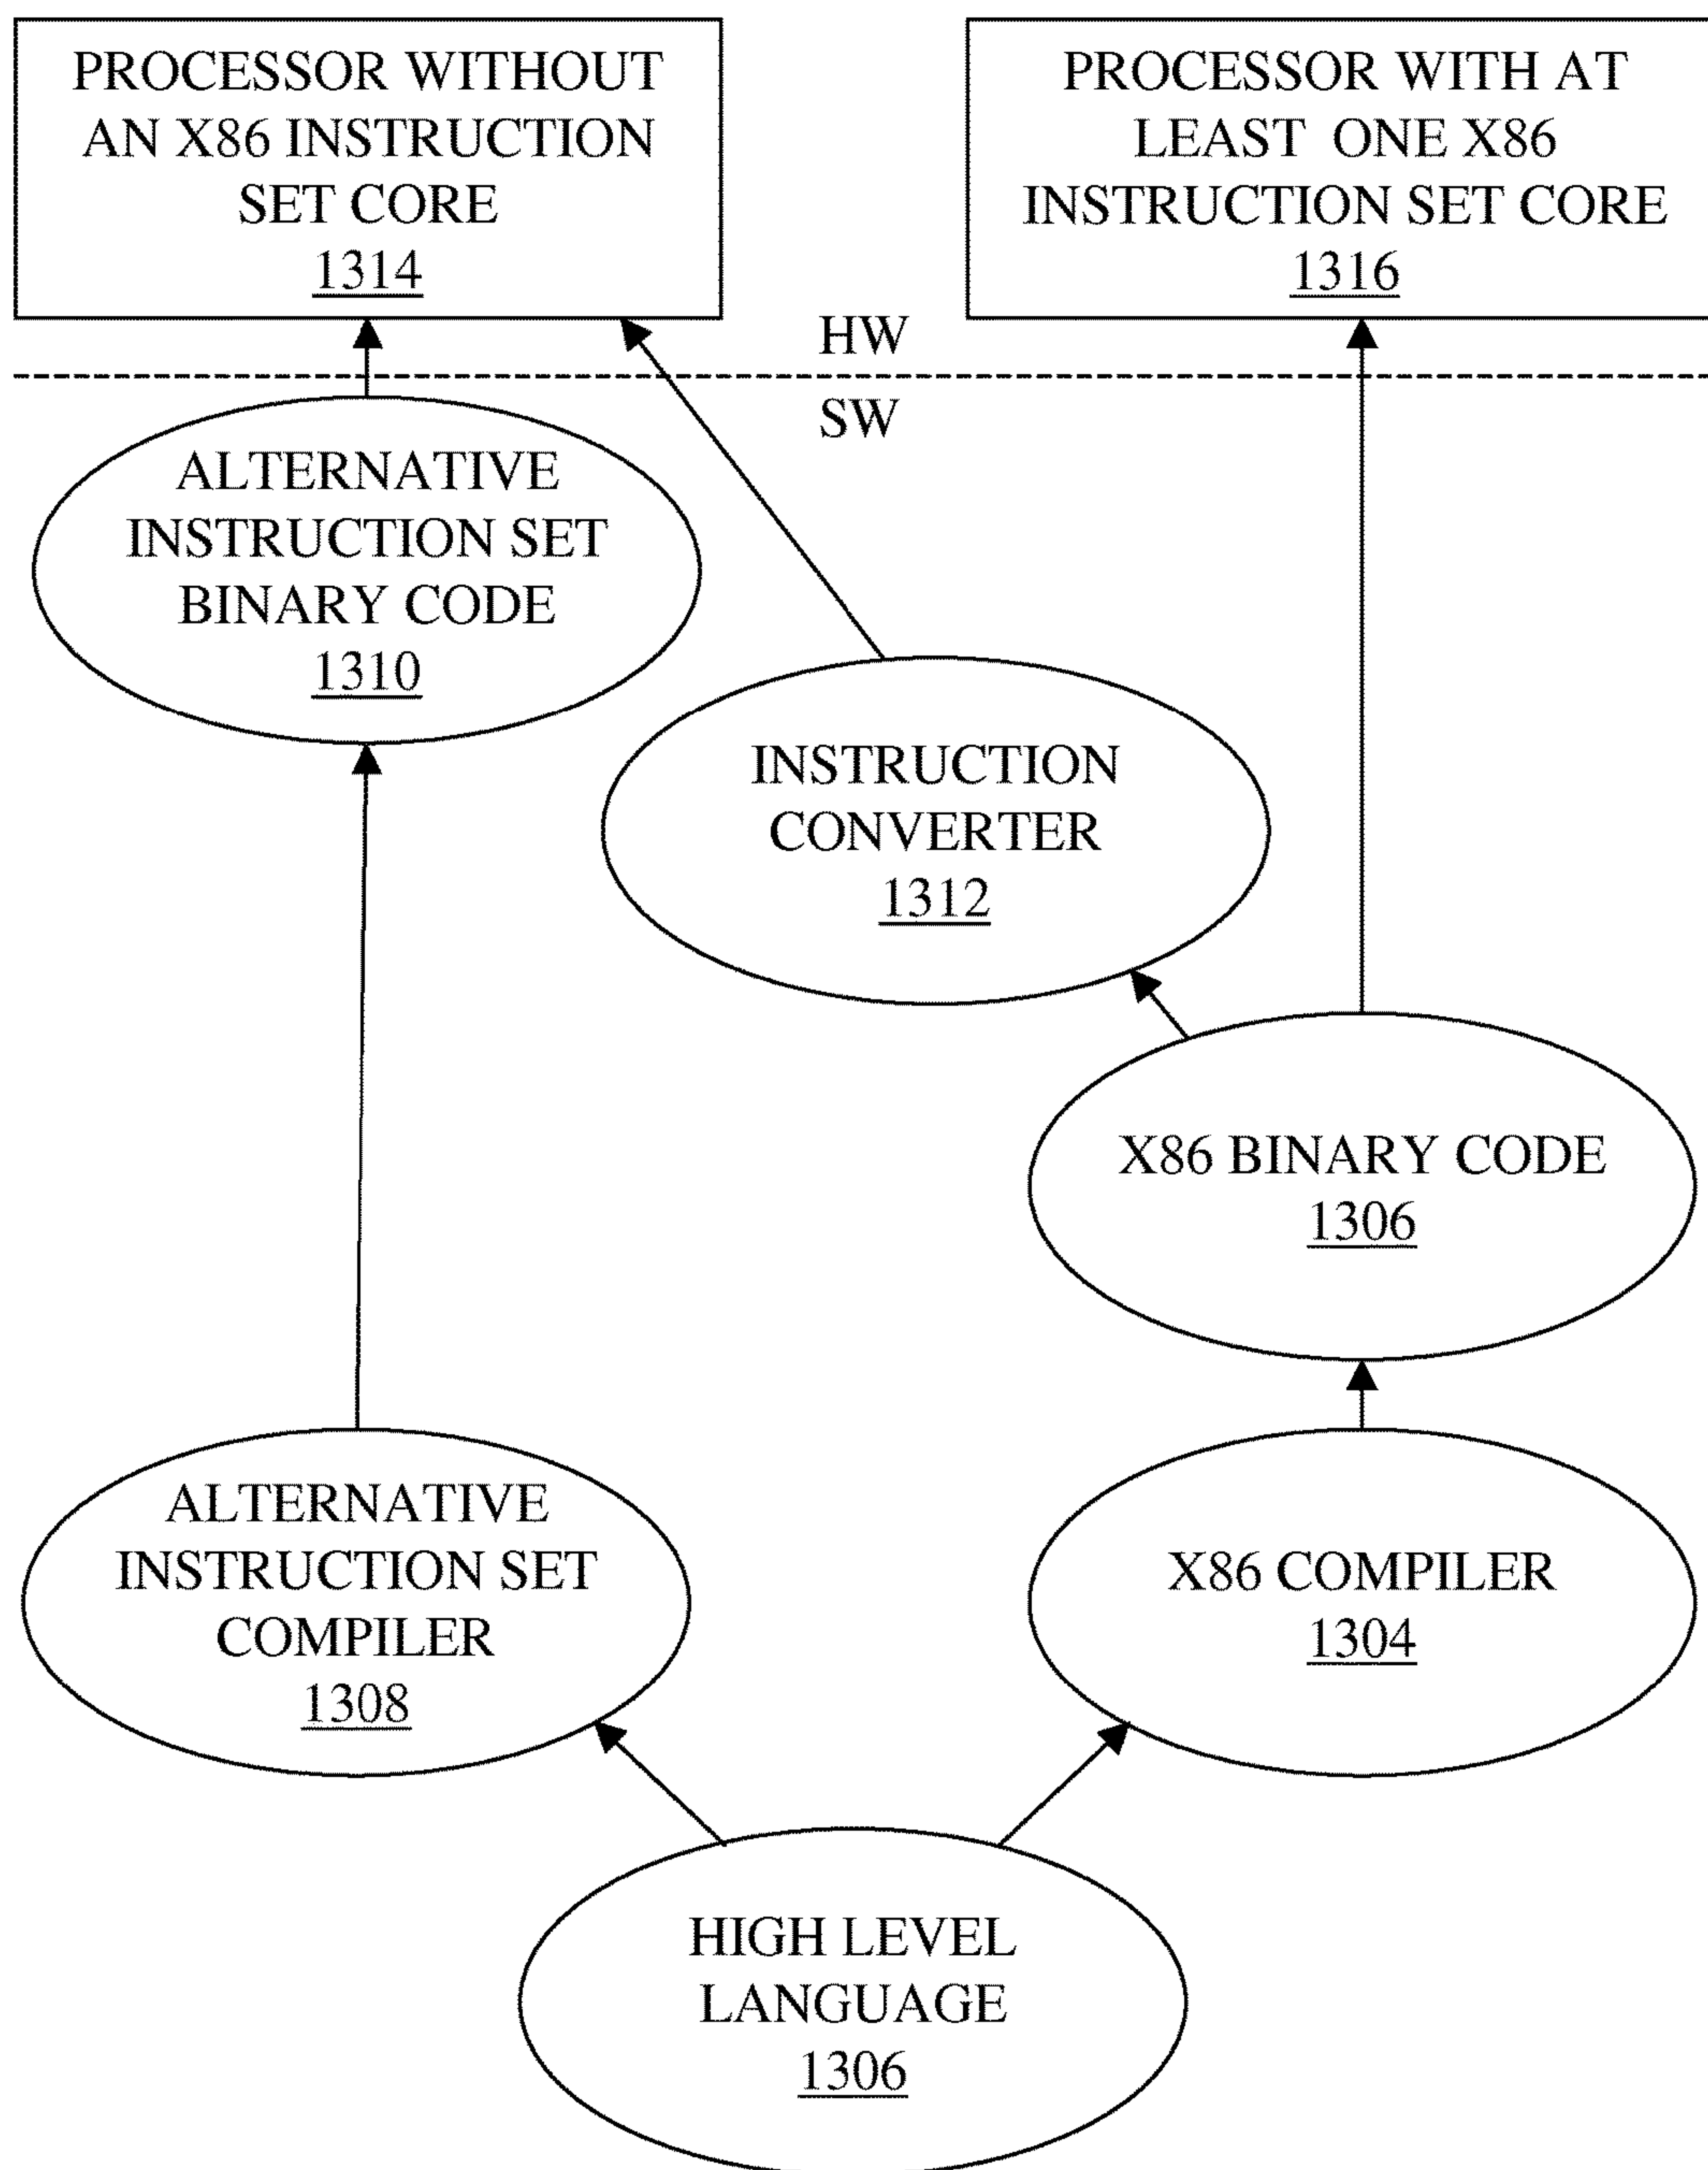 PROCESSOR WITHOUT
AN X86 INSTRUCTION
SET CORE
1314
PROCESSOR WITH AT
LEAST ONE X86
INSTRUCTION SET CORE
1316
HW
SW
ALTERNATIVE
INSTRUCTION SET
BINARY CODE
1310
INSTRUCTION
CONVERTER
1312
X86 BINARY CODE
1306
ALTERNATIVE
INSTRUCTION SET
COMPILER
1308
X86 COMPILER
1304
HIGH LEVEL
LANGUAGE
1306